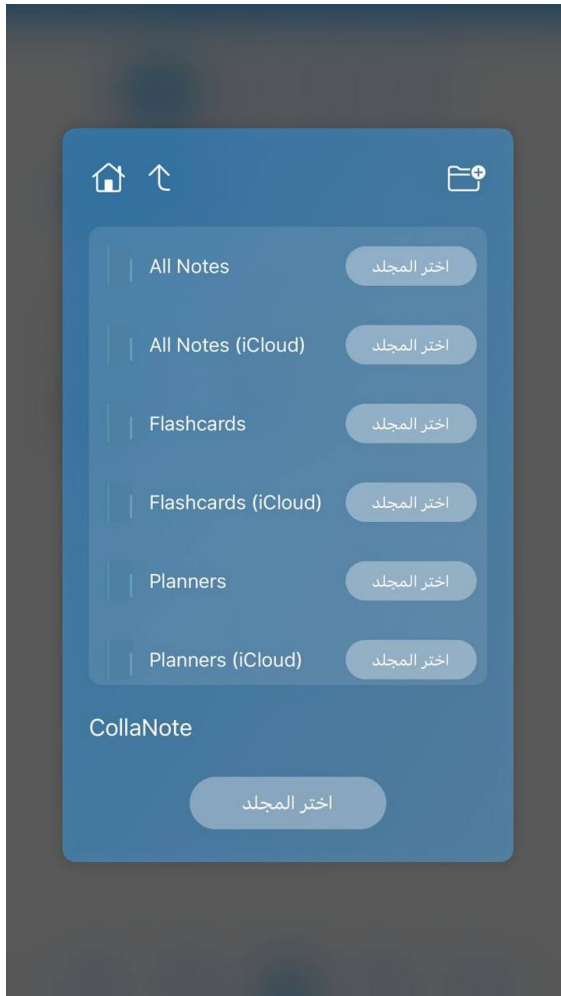 All Notes اختر المجلد
All Notes (iCloud) اختر المجلد
Flashcards اختر المجلد
Flashcards (iCloud) اختر المجلد
Planners اختر المجلد
Planners (iCloud) اختر المجلد
CollaNote
اختر المجلد